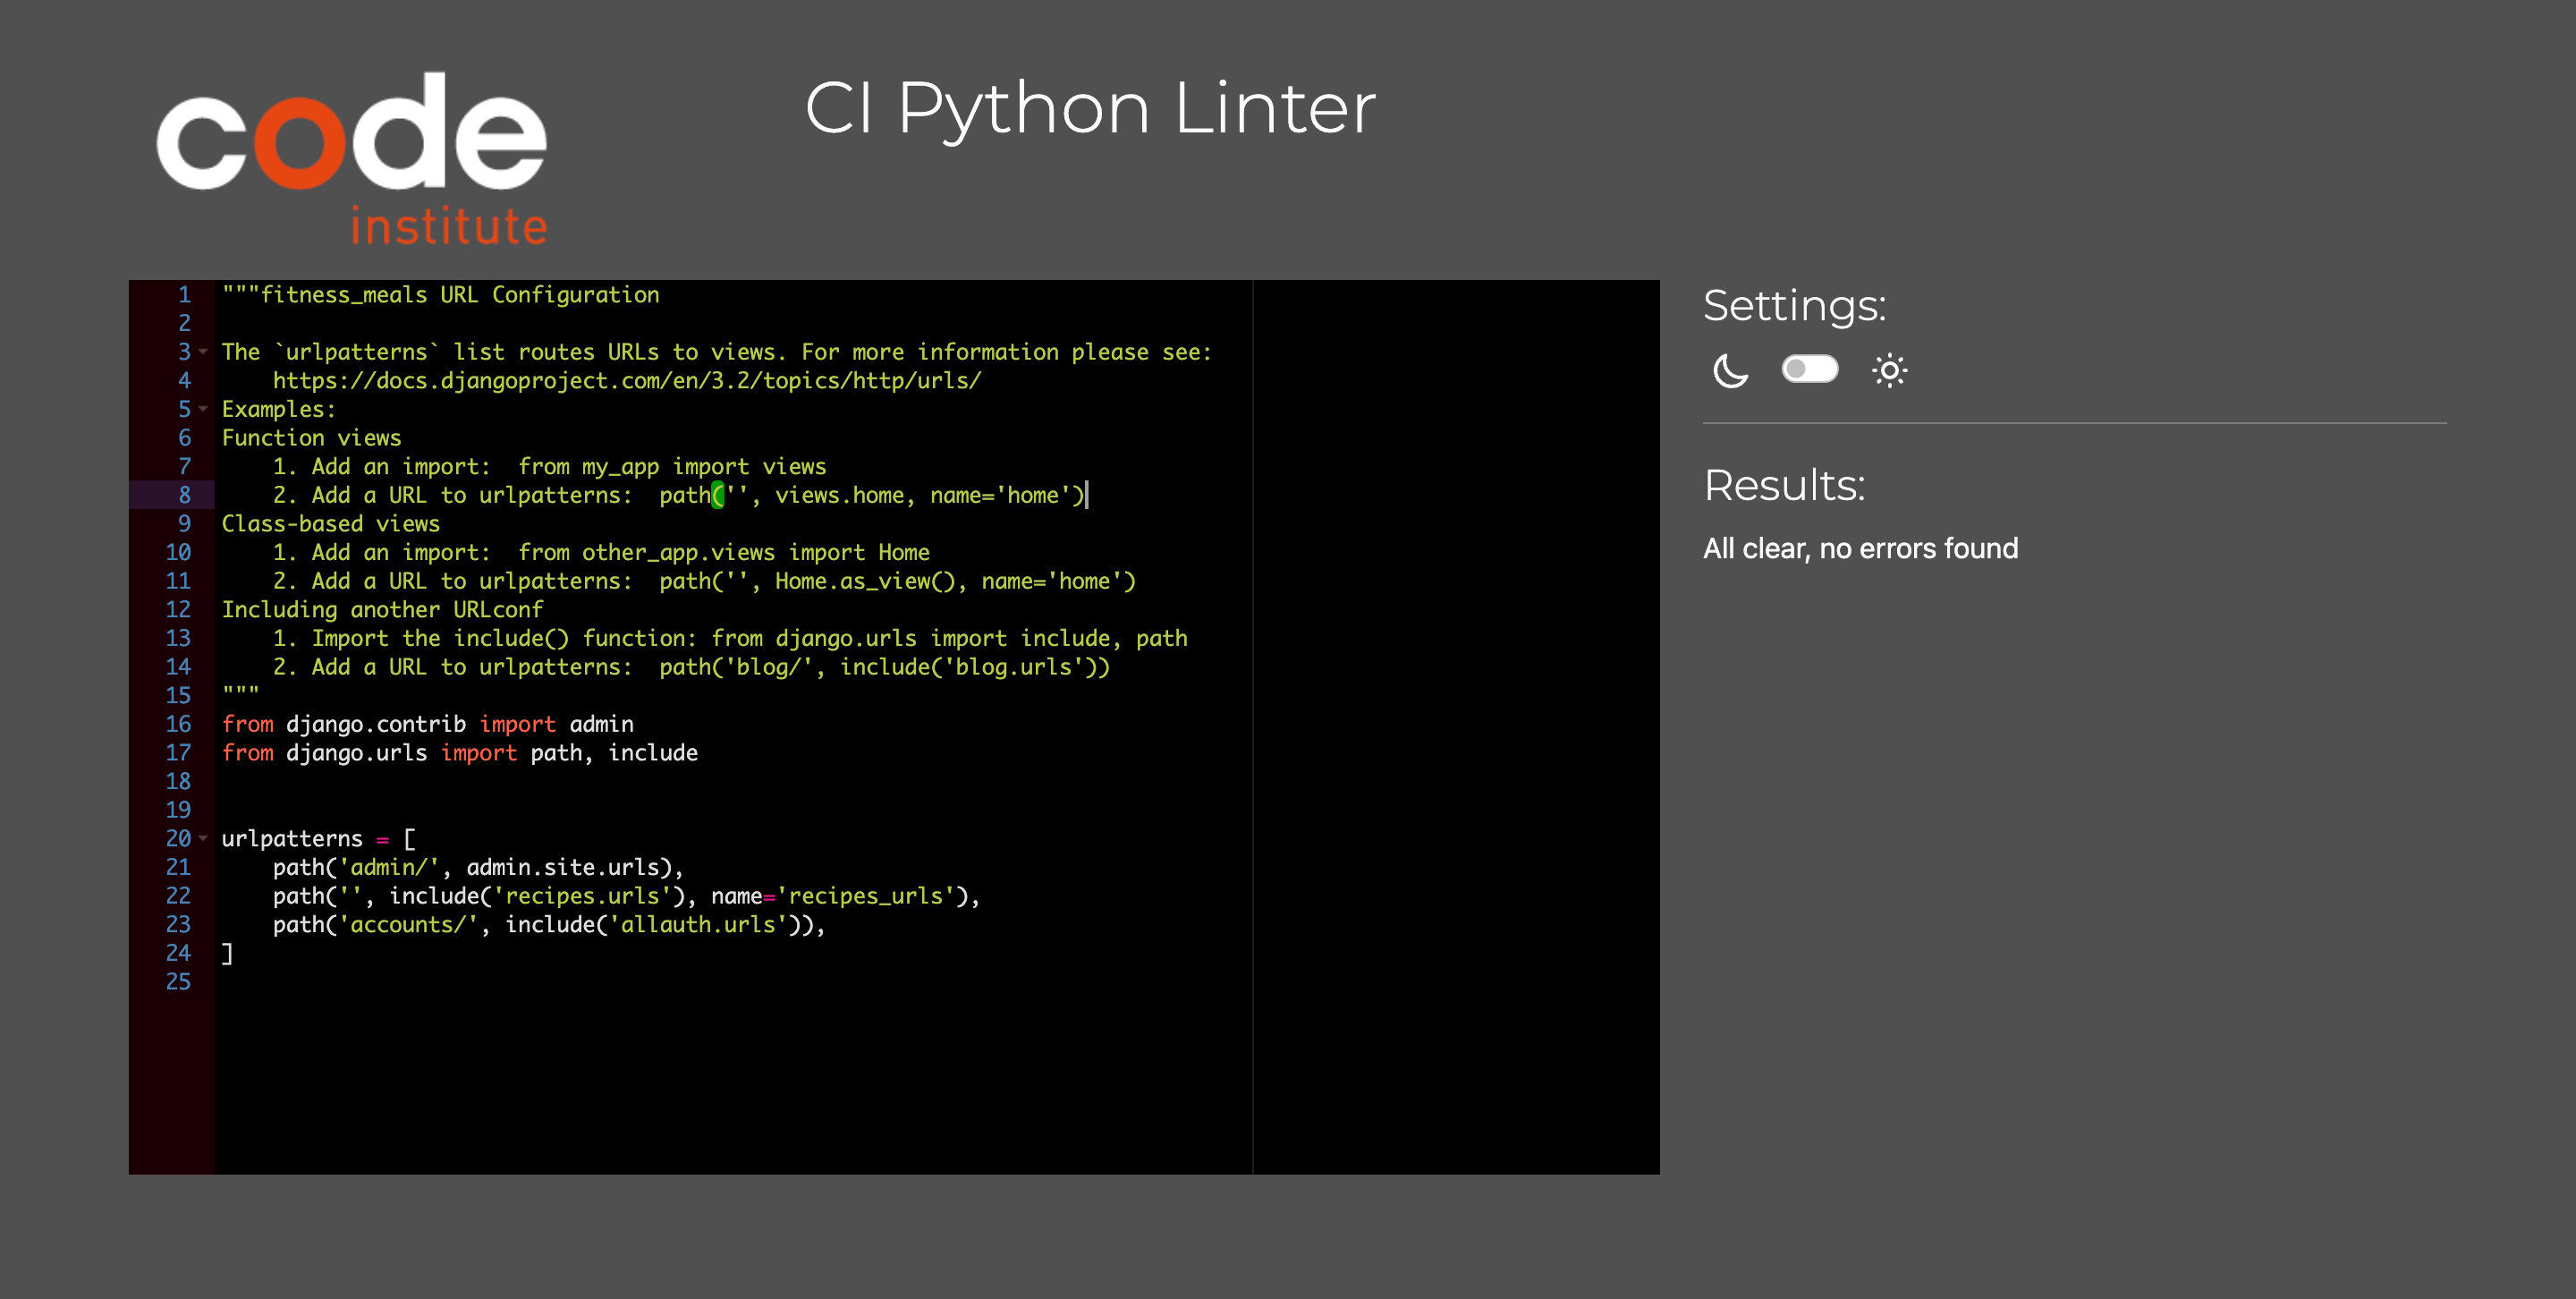 code
institute
CI Python Linter
1 """fitness_meals URL Configuration
2
3 The `urlpatterns` list routes URLs to views. For more information please see:
4     https://docs.djangoproject.com/en/3.2/topics/http/urls/
5 Examples:
6 Function views
7     1. Add an import:  from my_app import views
8     2. Add a URL to urlpatterns:  path('', views.home, name='home')
9 Class-based views
10     1. Add an import:  from other_app.views import Home
11     2. Add a URL to urlpatterns:  path('', Home.as_view(), name='home')
12 Including another URLconf
13     1. Import the include() function: from django.urls import include, path
14     2. Add a URL to urlpatterns:  path('blog/', include('blog.urls'))
15 """
16 from django.contrib import admin
17 from django.urls import path, include
18
19
20 urlpatterns = [
21     path('admin/', admin.site.urls),
22     path('', include('recipes.urls'), name='recipes_urls'),
23     path('accounts/', include('allauth.urls')),
24 ]
25
Settings:
Results:
All clear, no errors found